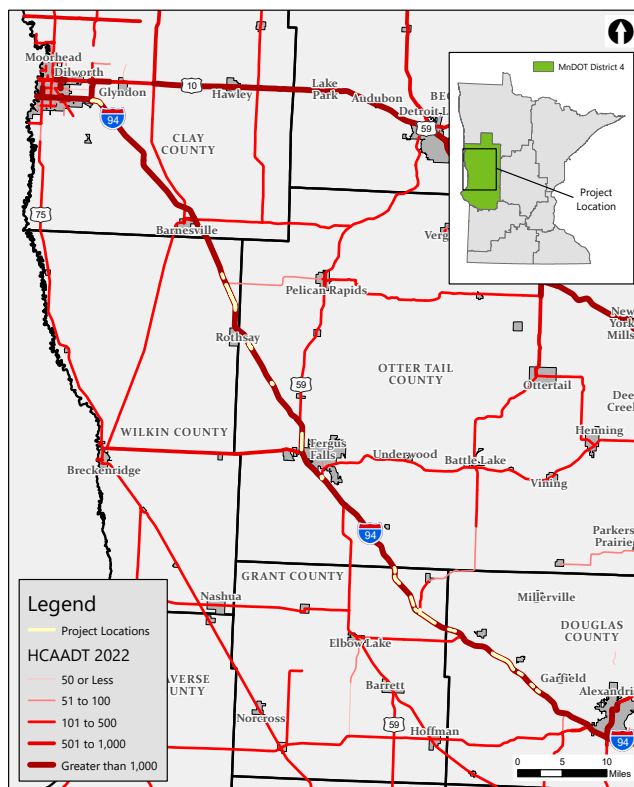 Moorhead
Dilworth
Glyndon
10
Hawley
Lake
Park
Audubon
BEC
Detroit L
59
MnDOT District 4
Project
Location
94
CLAY
COUNTY
75
Barnesville
Verg
Pelican Rapids
New
York
Mills
Rothsay
OTTER TAIL
COUNTY
Ottertail
59
Deer
Creek
WILKIN COUNTY
Henning
Fergus
Falls
Underwood
Battle Lake
Breckenridge
Vining
94
Parkers
Prairie
GRANT COUNTY
Millerville
Nashua
DOUGLAS
COUNTY
Elbow Lake
Garfield
AVERSE
OUNTY
Barrett
Alexandri
Norcross
59
Hoffman
94
Legend
Project Locations
HCAADT 2022
50 or Less
51 to 100
101 to 500
501 to 1,000
Greater than 1,000
0 5 10
Miles